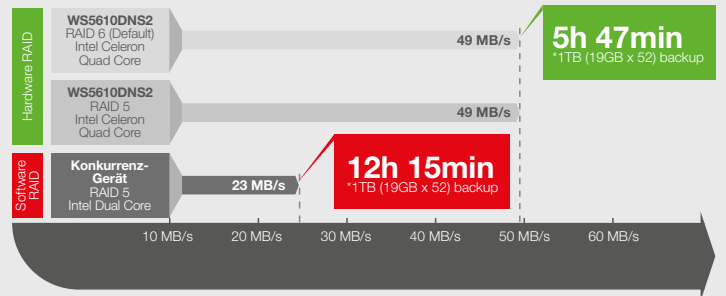 Hardware RAID
WS5610DNS2
RAID 6 (Default)
Intel Celeron
Quad Core
49 MB/s
5h 47min
*1TB (19GB x 52) backup
WS5610DNS2
RAID 5
Intel Celeron
Quad Core
49 MB/s
Software
RAID
Konkurrenz-
Gerät
RAID 5
Intel Dual Core
23 MB/s
12h 15min
*1TB (19GB x 52) backup
10 MB/s 20 MB/s 30 MB/s 40 MB/s 50 MB/s 60 MB/s